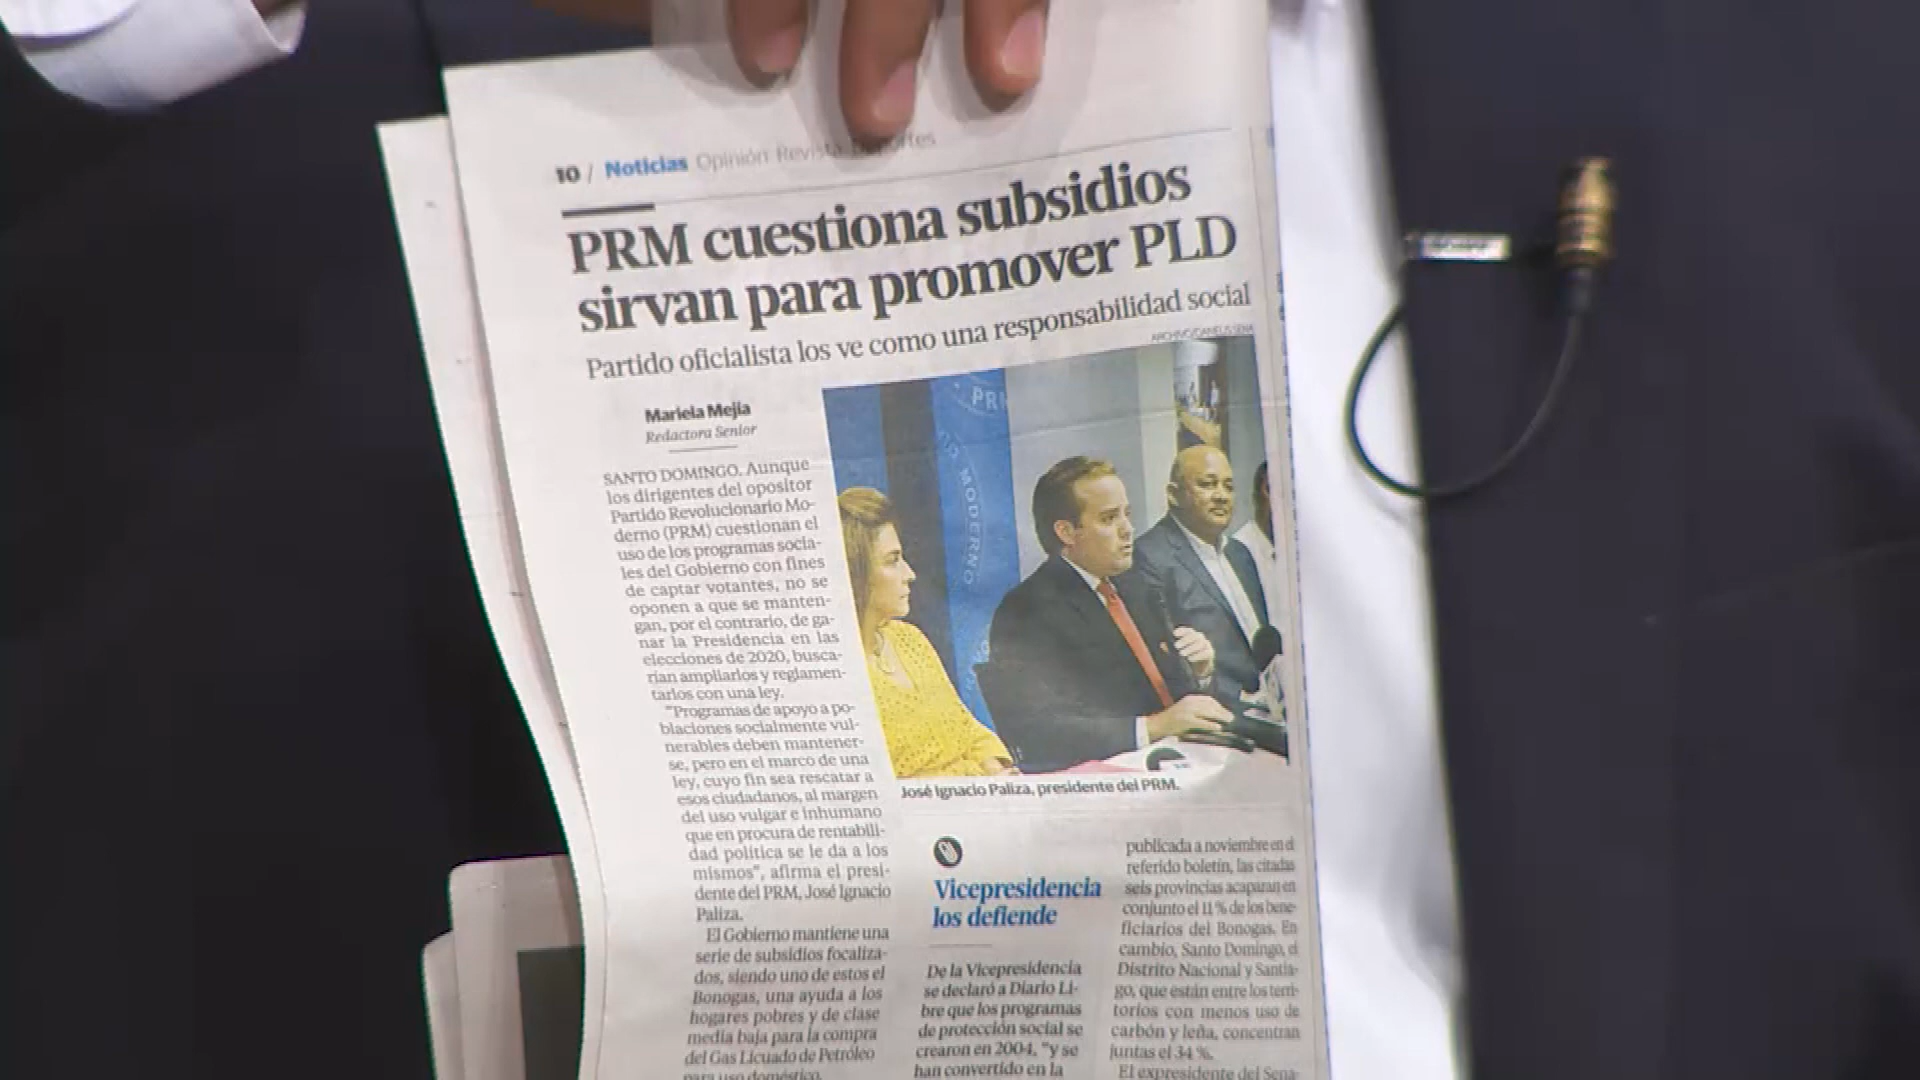 10 / Noticias Opinión Revista Deportes
PRM cuestiona subsidios
sirvan para promover PLD
Partido oficialista los ve como una responsabilidad social
ARCHIVO/DANELIS SENA
Mariela Mejía
Redactora Senior
SANTO DOMINGO. Aunque
los dirigentes del opositor
Partido Revolucionario Mo-
derno (PRM) cuestionan el
uso de los programas socia-
les del Gobierno con fines
de captar votantes, no se
oponen a que se manten-
gan, por el contrario, de ga-
nar la Presidencia en las
elecciones de 2020, busca-
rían ampliarlos y reglamen-
tarlos con una ley.
"Programas de apoyo a po-
blaciones socialmente vul-
nerables deben mantener-
se, pero en el marco de una
ley, cuyo fin sea rescatar a
esos ciudadanos, al margen
del uso vulgar e inhumano
que en procura de rentabili-
dad política se le da a los
mismos", afirma el presi-
dente del PRM, José Ignacio
Paliza.
El Gobierno mantiene una
serie de subsidios focaliza-
dos, siendo uno de estos el
Bonogas, una ayuda a los
hogares pobres y de clase
media baja para la compra
del Gas Licuado de Petróleo
para uso doméstico.
PRM
MODERNO
José Ignacio Paliza, presidente del PRM.
Vicepresidencia
los defiende
De la Vicepresidencia
se declaró a Diario Li-
bre que los programas
de protección social se
crearon en 2004, "y se
han convertido en la
publicada a noviembre en el
referido boletín, las citadas
seis provincias acaparan en
conjunto el 11 % de los bene-
ficiarios del Bonogas. En
cambio, Santo Domingo, el
Distrito Nacional y Santia-
go, que están entre los terri-
torios con menos uso de
carbón y leña, concentran
juntas el 34 %.
El expresidente del Sena-